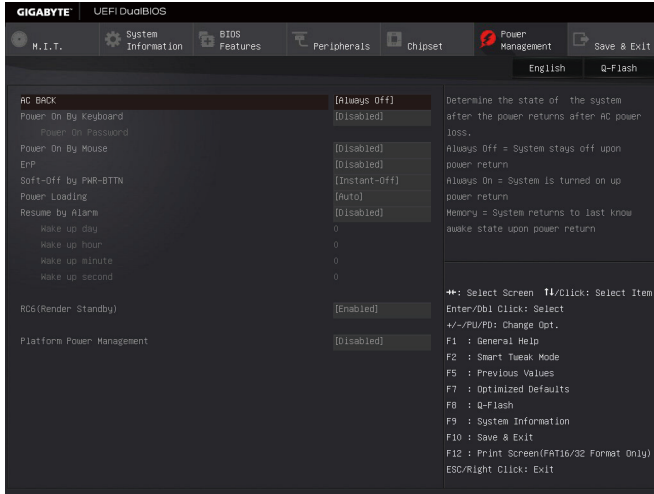 GIGABYTE™ UEFI DualBIOS
M.I.T.
System Information
BIOS Features
Peripherals
Chipset
Power Management
Save & Exit
English Q-Flash
AC BACK [Always Off]
Power On By Keyboard [Disabled]
Power On Password
Power On By Mouse [Disabled]
ErP [Disabled]
Soft-Off by PWR-BTTN [Instant-Off]
Power Loading [Auto]
Resume by Alarm [Disabled]
Wake up day 0
Wake up hour 0
Wake up minute 0
Wake up second 0
RC6(Render Standby) [Enabled]
Platform Power Management [Disabled]
Determine the state of the system
after the power returns after AC power
loss.
Always Off = System stays off upon
power return
Always On = System is turned on up
power return
Memory = System returns to last know
awake state upon power return
→←: Select Screen ↑↓/Click: Select Item
Enter/Dbl Click: Select
+/-/PU/PD: Change Opt.
F1 : General Help
F2 : Smart Tweak Mode
F5 : Previous Values
F7 : Optimized Defaults
F8 : Q-Flash
F9 : System Information
F10 : Save & Exit
F12 : Print Screen(FAT16/32 Format Only)
ESC/Right Click: Exit